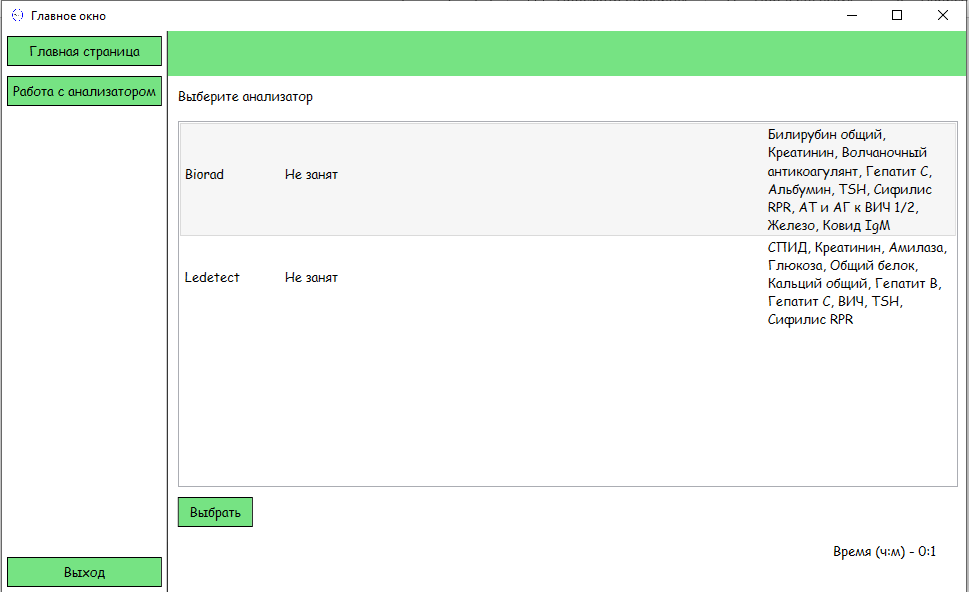 Главное окно
Главная страница
Работа с анализатором
Выберите анализатор
Biorad
Не занят
Билирубин общий,
Креатинин, Волчаночный
антикоагулянт, Гепатит C,
Альбумин, TSH, Сифилис
RPR, АТ и АГ к ВИЧ 1/2,
Железо, Ковид IgM
Ledetect
Не занят
СПИД, Креатинин, Амилаза,
Глюкоза, Общий белок,
Кальций общий, Гепатит B,
Гепатит C, ВИЧ, TSH,
Сифилис RPR
Выбрать
Время (ч:м) - 0:1
Выход